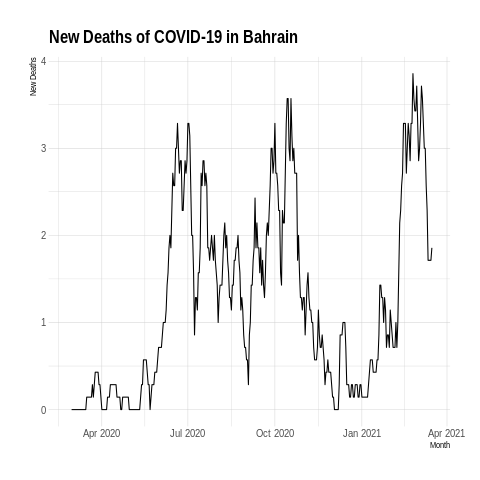 New Deaths of COVID-19 in Bahrain
New Deaths
4
3
2
1
0
Apr 2020 Jul 2020 Oct 2020 Jan 2021 Apr 2021
Month